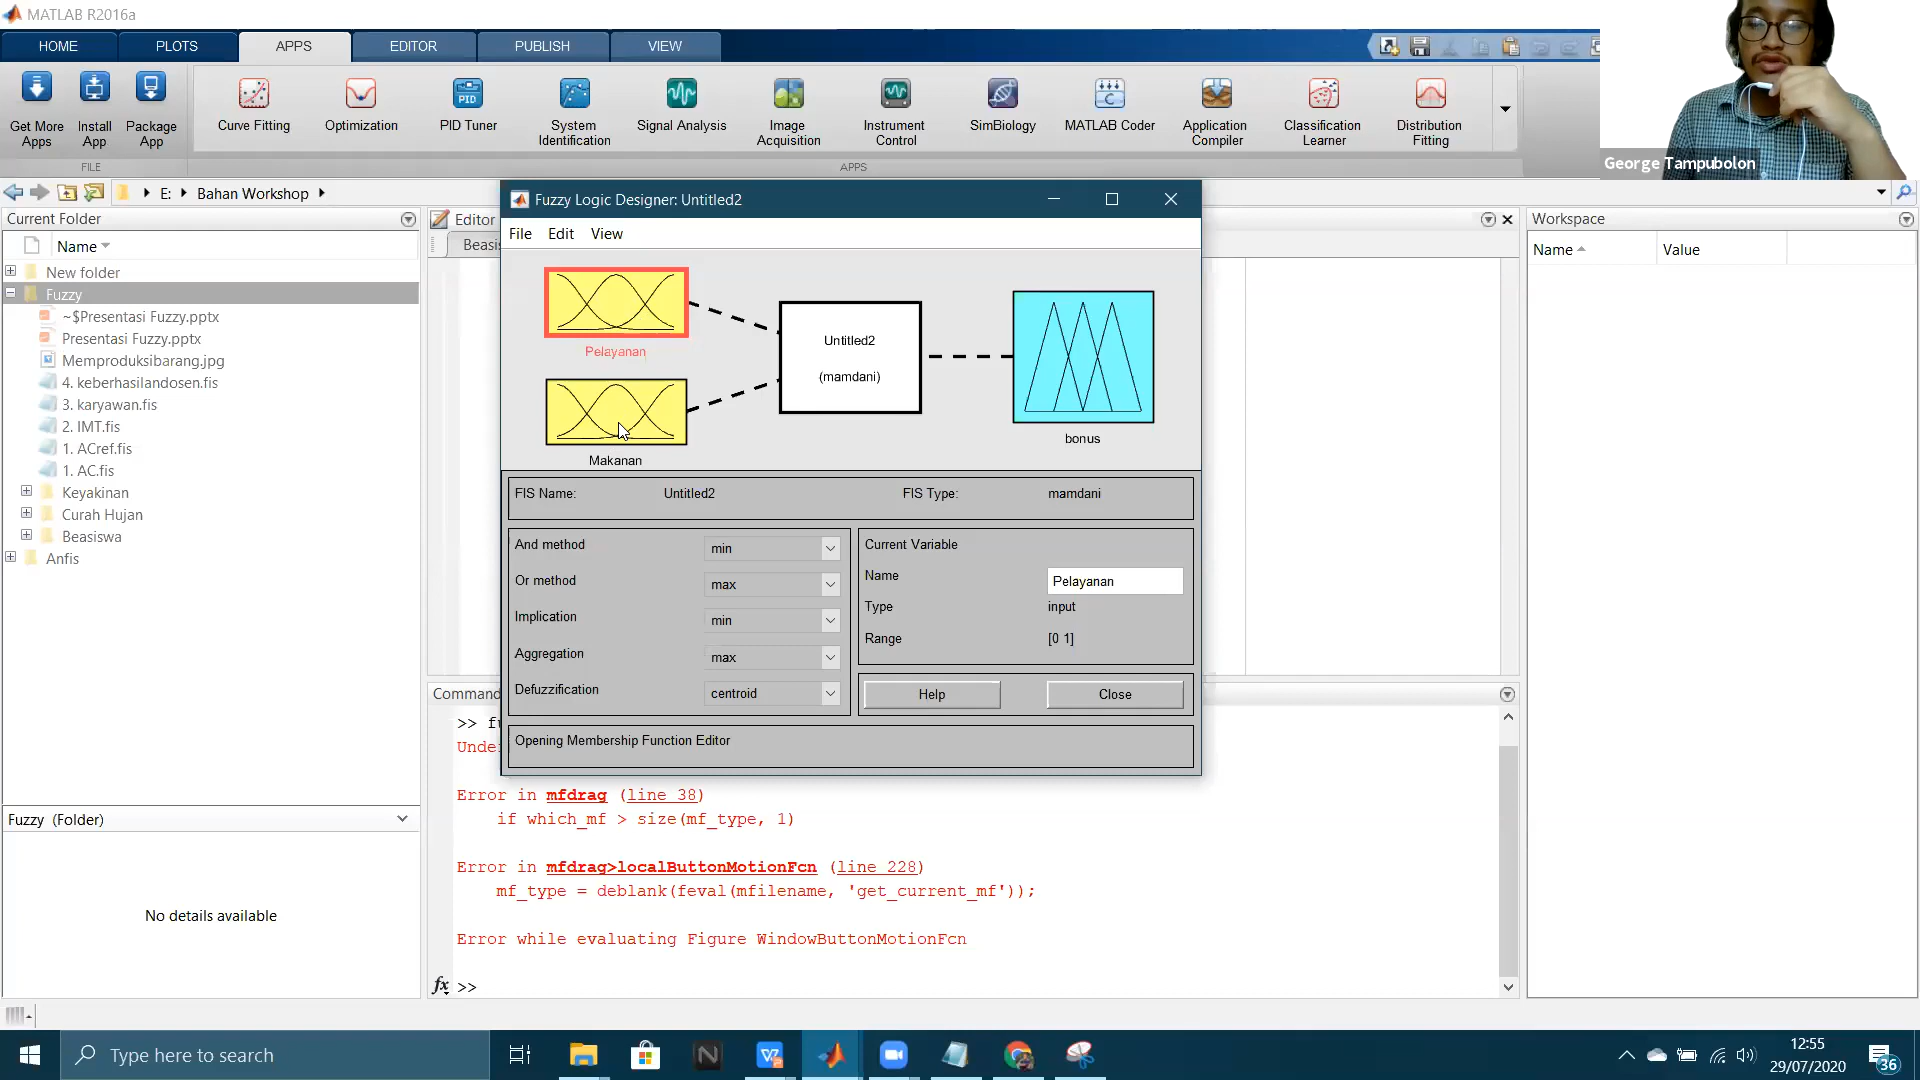 MATLAB R2016a
HOME
PLOTS
APPS
EDITOR
PUBLISH
VIEW
Get More Apps
Install App
Package App
Curve Fitting
Optimization
PID Tuner
System Identification
Signal Analysis
Image Acquisition
Instrument Control
SimBiology
MATLAB Coder
Application Compiler
Classification Learner
Distribution Fitting
FILE
APPS
George Tampubolon
E:
Bahan Workshop
Current Folder
Name
New folder
Fuzzy
~$Presentasi Fuzzy.pptx
Presentasi Fuzzy.pptx
Memproduksibarang.jpg
4. keberhasilandosen.fis
3. karyawan.fis
2. IMT.fis
1. ACref.fis
1. AC.fis
Keyakinan
Curah Hujan
Beasiswa
Anfis
Fuzzy (Folder)
No details available
Editor
Beasi
Fuzzy Logic Designer: Untitled2
File
Edit
View
Pelayanan
Makanan
Untitled2
(mamdani)
bonus
FIS Name:
Untitled2
FIS Type:
mamdani
And method
min
Or method
max
Implication
min
Aggregation
max
Defuzzification
centroid
Current Variable
Name
Pelayanan
Type
input
Range
[0 1]
Help
Close
Opening Membership Function Editor
Workspace
Name
Value
Comman
>> f
Unde
Error in mfdrag (line 38)
if which_mf > size(mf_type, 1)
Error in mfdrag>localButtonMotionFcn (line 228)
mf_type = deblank(feval(mfilename, 'get_current_mf'));
Error while evaluating Figure WindowButtonMotionFcn
fx >>
Type here to search
12:55
29/07/2020
36